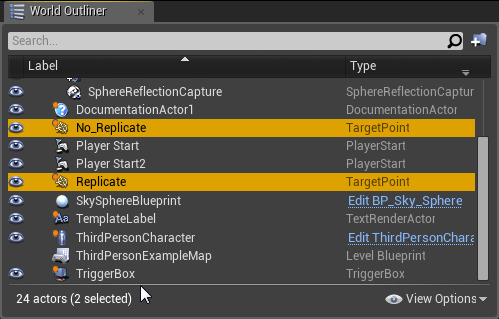 World Outliner
Search...
Label Type
SphereReflectionCapture SphereReflectionCaptur
DocumentationActor1 DocumentationActor
No_Replicate TargetPoint
Player Start PlayerStart
Player Start2 PlayerStart
Replicate TargetPoint
SkySphereBlueprint Edit BP_Sky_Sphere
TemplateLabel TextRenderActor
ThirdPersonCharacter Edit ThirdPersonChara
ThirdPersonExampleMap Level Blueprint
TriggerBox TriggerBox
24 actors (2 selected) View Options